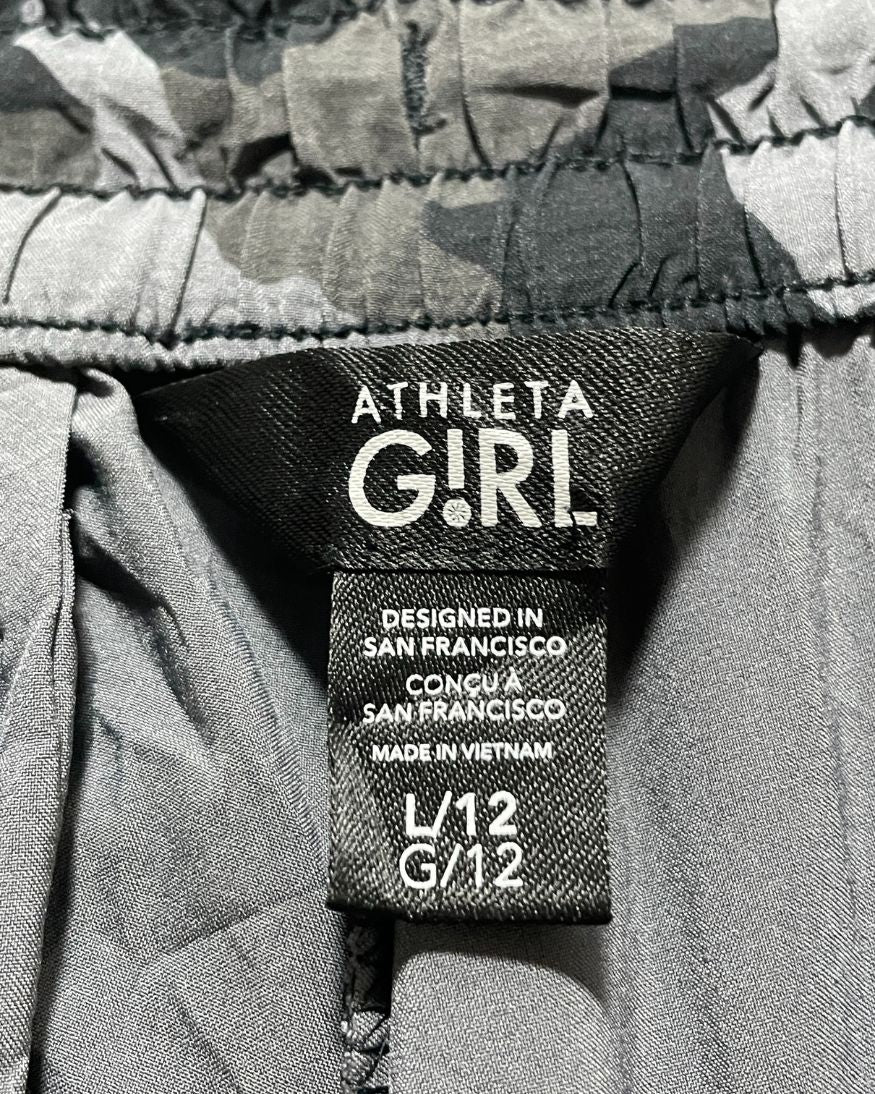 ATHLETA
G!RL
DESIGNED IN
SAN FRANCISCO
CONÇU À
SAN FRANCISCO
MADE IN VIETNAM
L/12
G/12